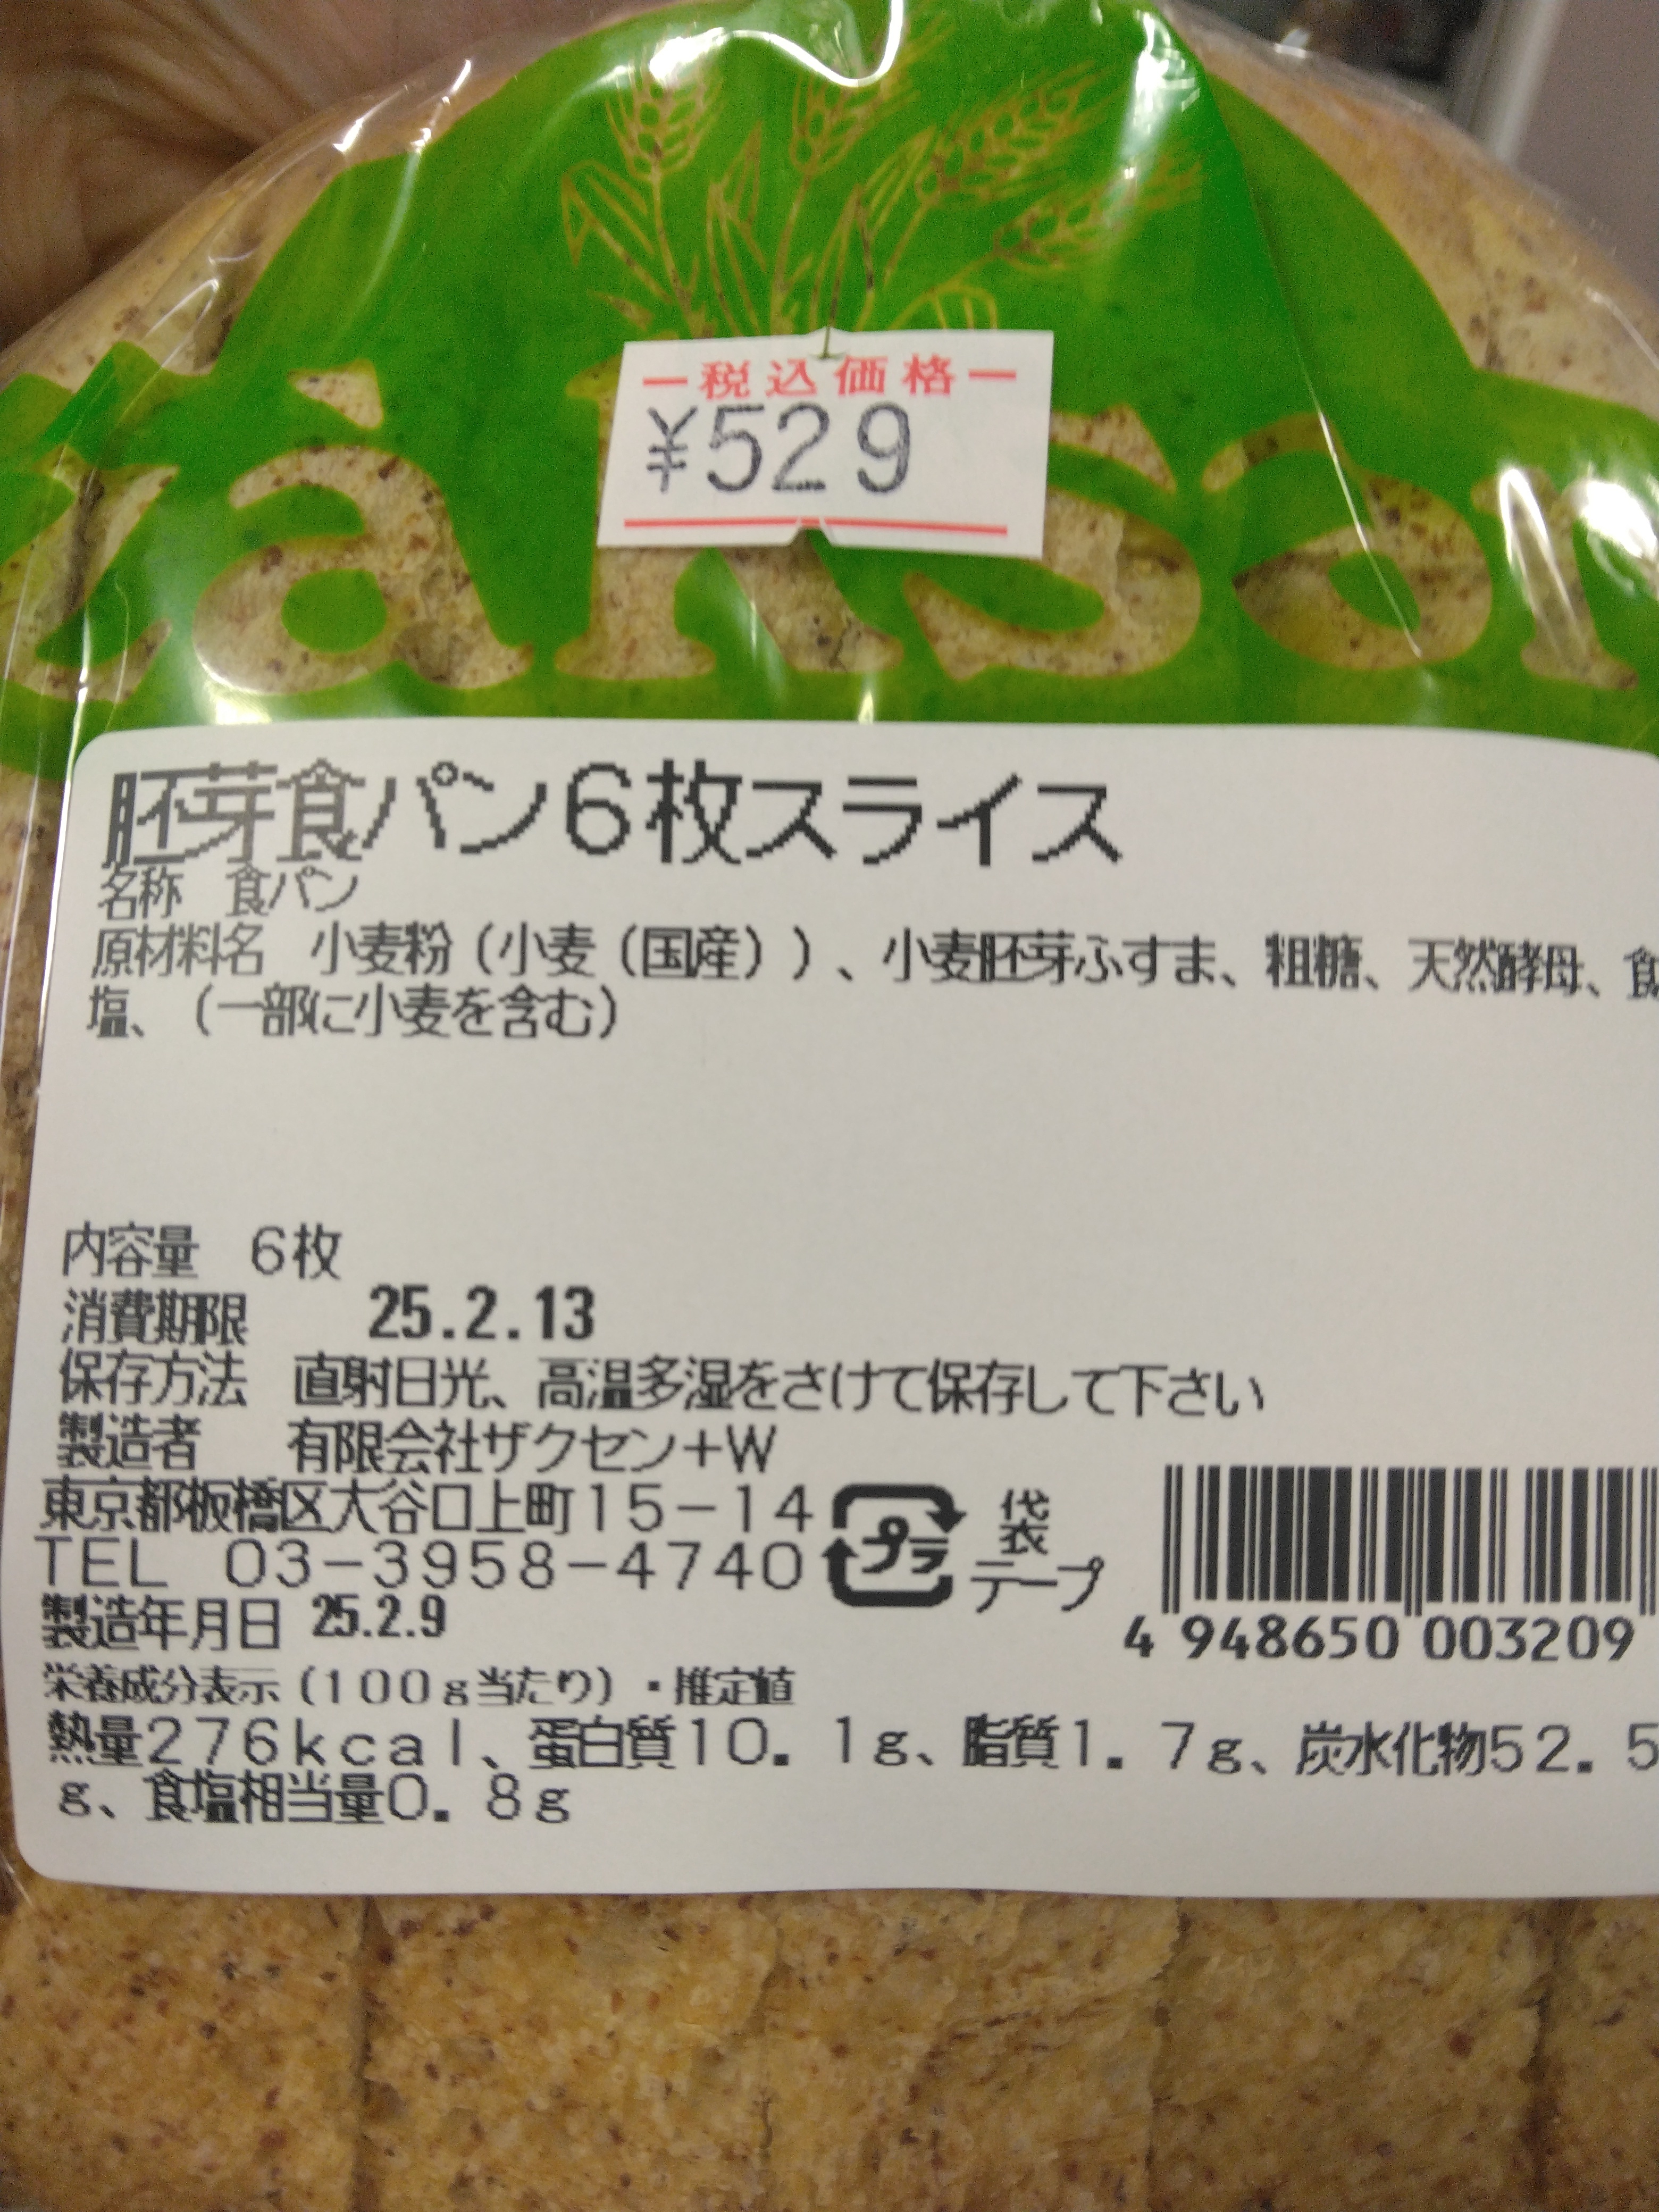 税込価格
¥529
胚芽食パン6枚スライス
名称　食パン
原材料名　小麦粉（小麦（国産））、小麦胚芽ふすま、粗糖、天然酵母、食
塩、（一部に小麦を含む）
内容量　6枚
消費期限　25.2.13
保存方法　直射日光、高温多湿をさけて保存して下さい
製造者　有限会社ザクセン+W
東京都板橋区大谷口上町15-14
TEL　03-3958-4740
プラ
袋
テープ
製造年月日 25.2.9
4 948650 003209
栄養成分表示（100g当たり）・推定値
熱量276kcal、蛋白質10.1g、脂質1.7g、炭水化物52.5
g、食塩相当量0.8g